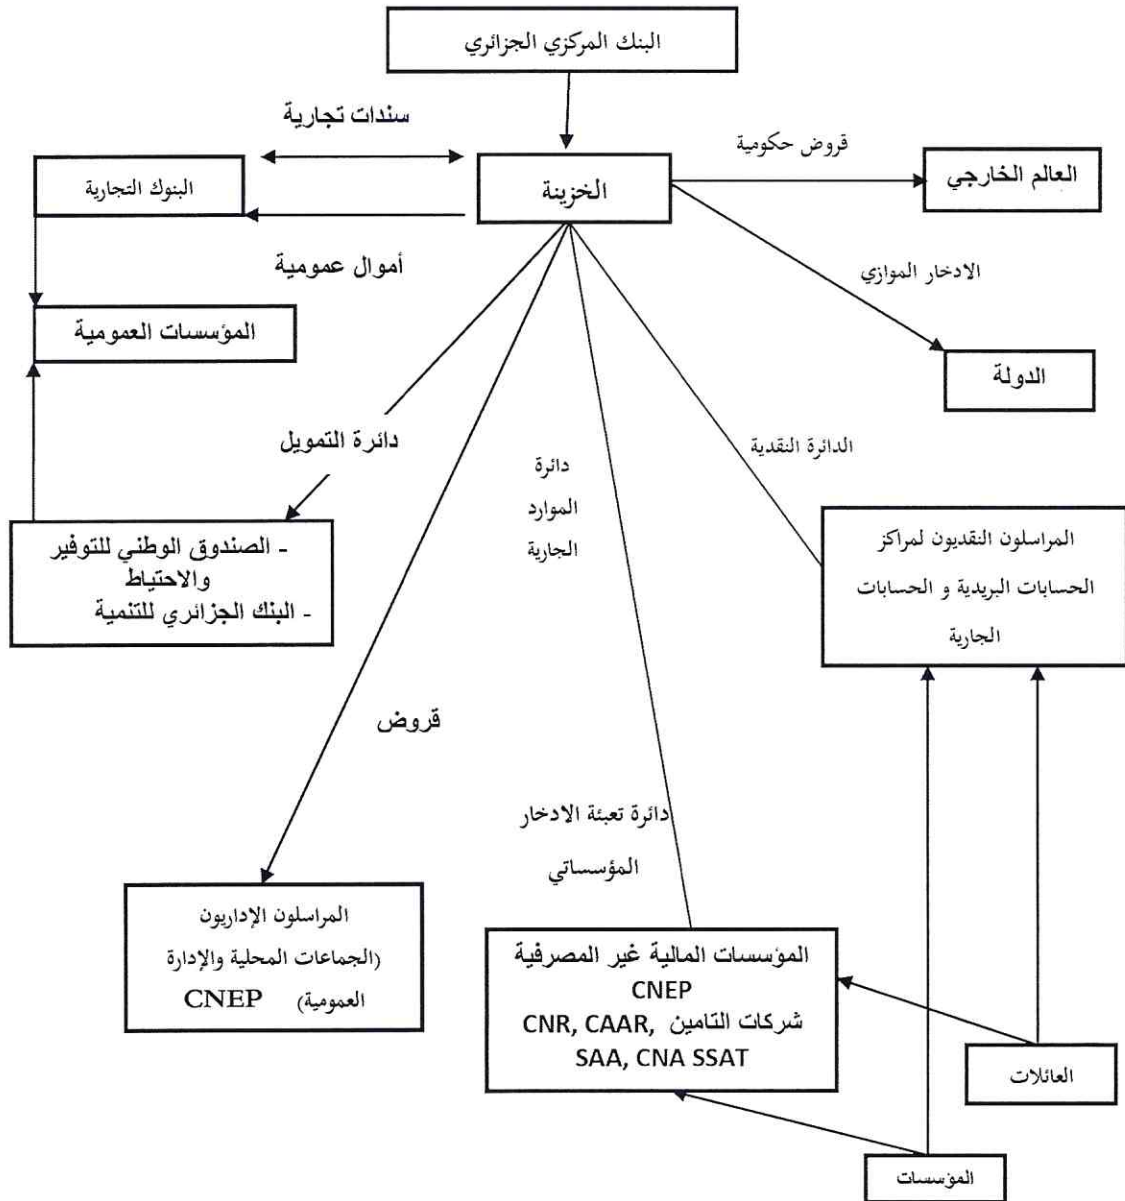 البنك المركزي الجزائري
سندات تجارية
قروض حكومية
البنوك التجارية
الخزينة
العالم الخارجي
أموال عمومية
الادخار الموازي
المؤسسات العمومية
الدولة
دائرة التمويل
الدائرة النقدية
دائرة
الموارد
الجارية
- الصندوق الوطني للتوفير
والاحتياط
- البنك الجزائري للتنمية
المراسلون النقديون لمراكز
الحسابات البريدية و الحسابات
الجارية
قروض
دائرة تعبئة الادخار
المؤسساتي
المراسلون الإداريون
(الجماعات المحلية والإدارة
العمومية) CNEP
المؤسسات المالية غير المصرفية
CNEP
شركات التامين CNR, CAAR,
SAA, CNA SSAT
العائلات
المؤسسات